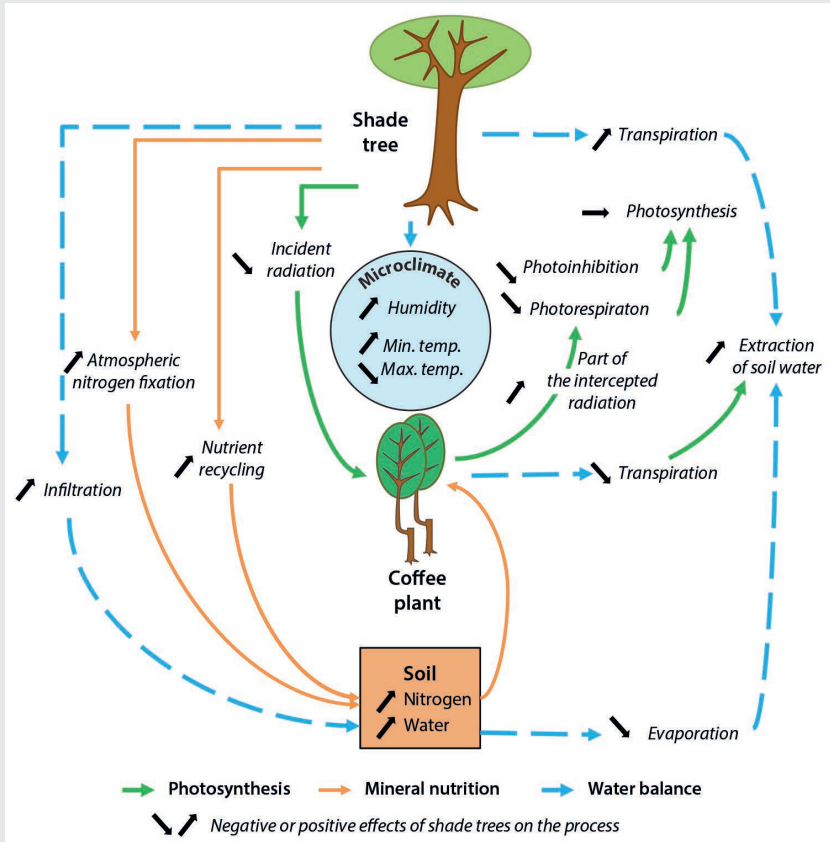 Shade
tree
Transpiration
Photosynthesis
Incident
radiation
Microclimate
Humidity
Min. temp.
Max. temp.
Photoinhibition
Photorespiraton
Part of
the intercepted
radiation
Extraction
of soil water
Atmospheric
nitrogen fixation
Nutrient
recycling
Infiltration
Transpiration
Coffee
plant
Soil
Nitrogen
Water
Evaporation
Photosynthesis
Mineral nutrition
Water balance
Negative or positive effects of shade trees on the process